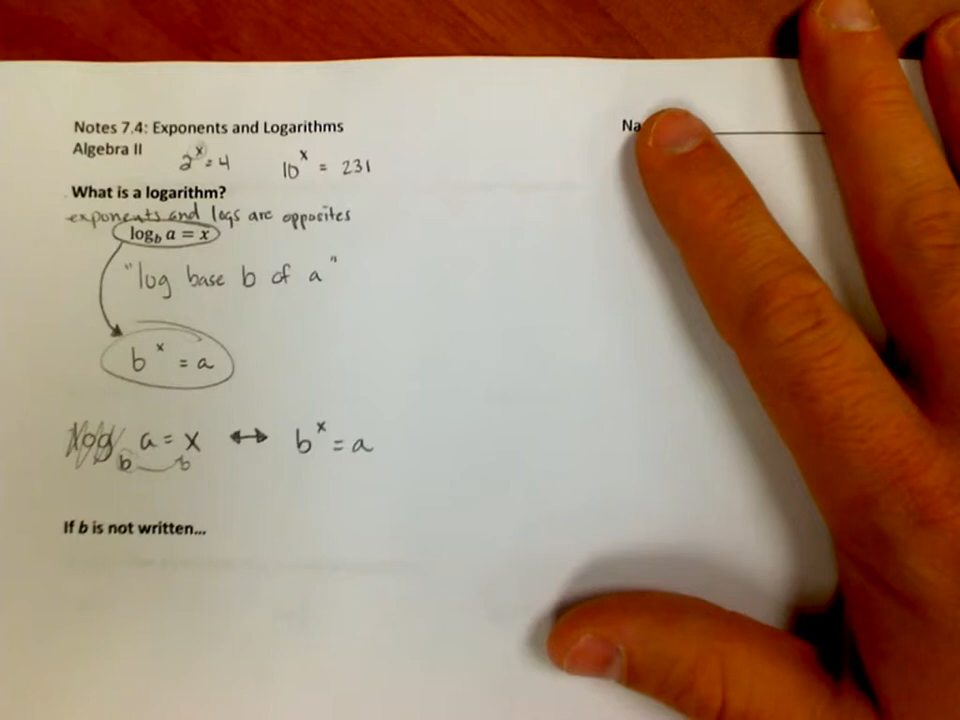 Notes 7.4: Exponents and Logarithms
Na
Algebra II
2^x = 4 10^x = 231
What is a logarithm?
exponents and logs are opposites
log_b a = x
"log base b of a"
b^x = a
log_b a = x_b ↔ b^x = a
If b is not written...